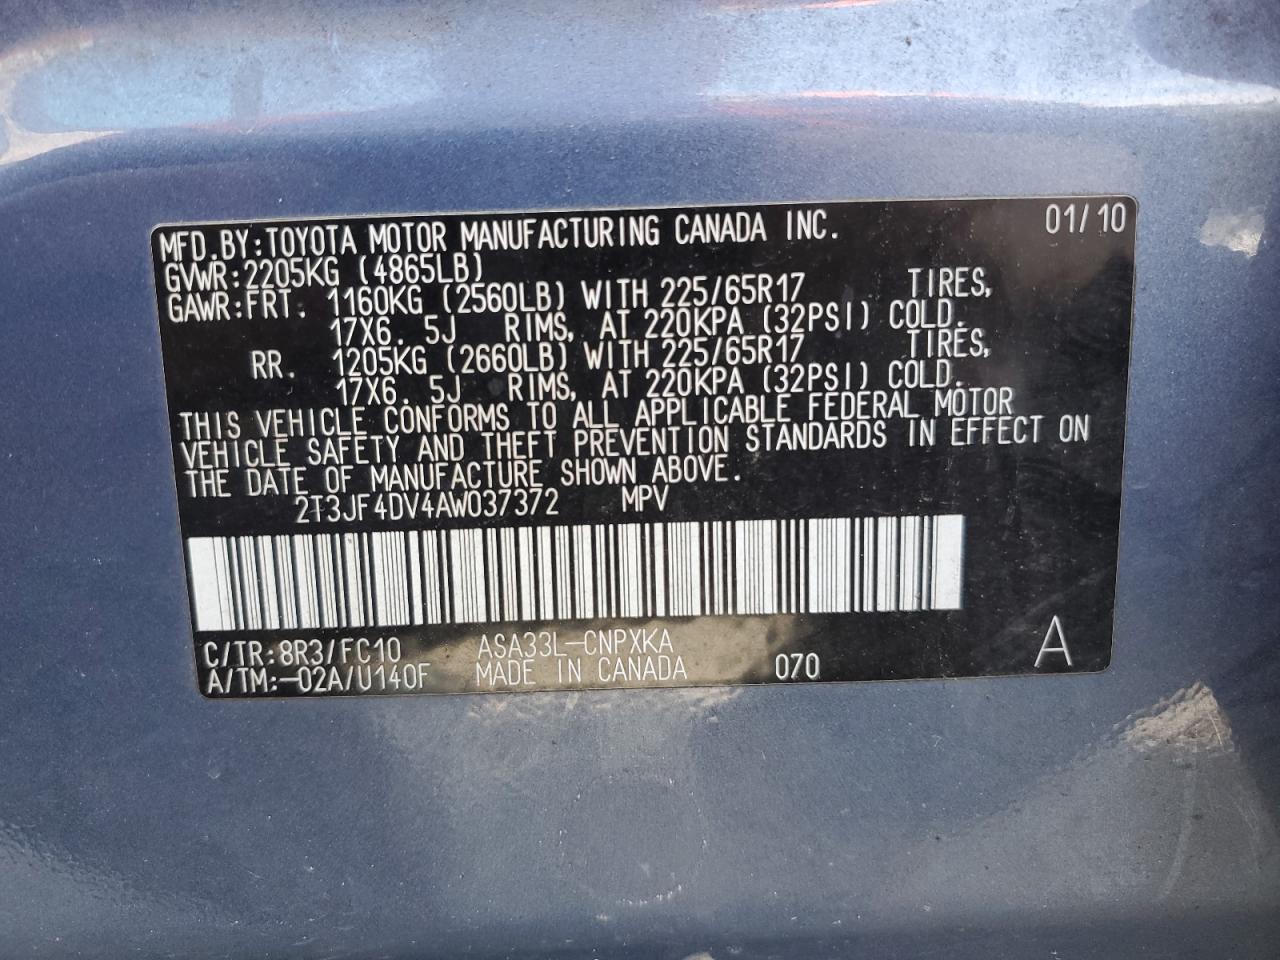 MFD.BY:TOYOTA MOTOR MANUFACTURING CANADA INC. 01/10
GVWR:2205KG (4865LB)
GAWR:FRT. 1160KG (2560LB) WITH 225/65R17 TIRES,
17X6.5J RIMS, AT 220KPA (32PSI) COLD.
RR. 1205KG (2660LB) WITH 225/65R17 TIRES,
17X6.5J RIMS, AT 220KPA (32PSI) COLD.
THIS VEHICLE CONFORMS TO ALL APPLICABLE FEDERAL MOTOR
VEHICLE SAFETY AND THEFT PREVENTION STANDARDS IN EFFECT ON
THE DATE OF MANUFACTURE SHOWN ABOVE.
2T3JF4DV4AW037372 MPV
C/TR:8R3/FC10 ASA33L-CNPXKA
A/TM:-02A/U140F MADE IN CANADA 070 A